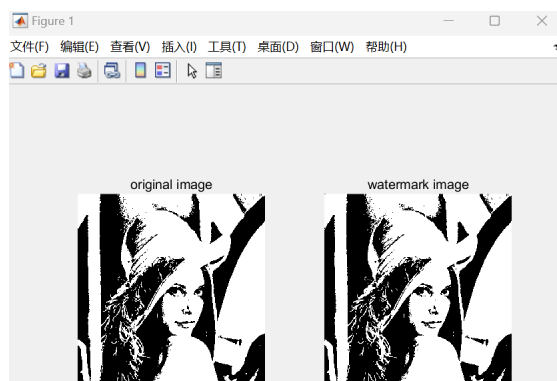 Figure 1
文件(F) 编辑(E) 查看(V) 插入(I) 工具(T) 桌面(D) 窗口(W) 帮助(H)
original image watermark image